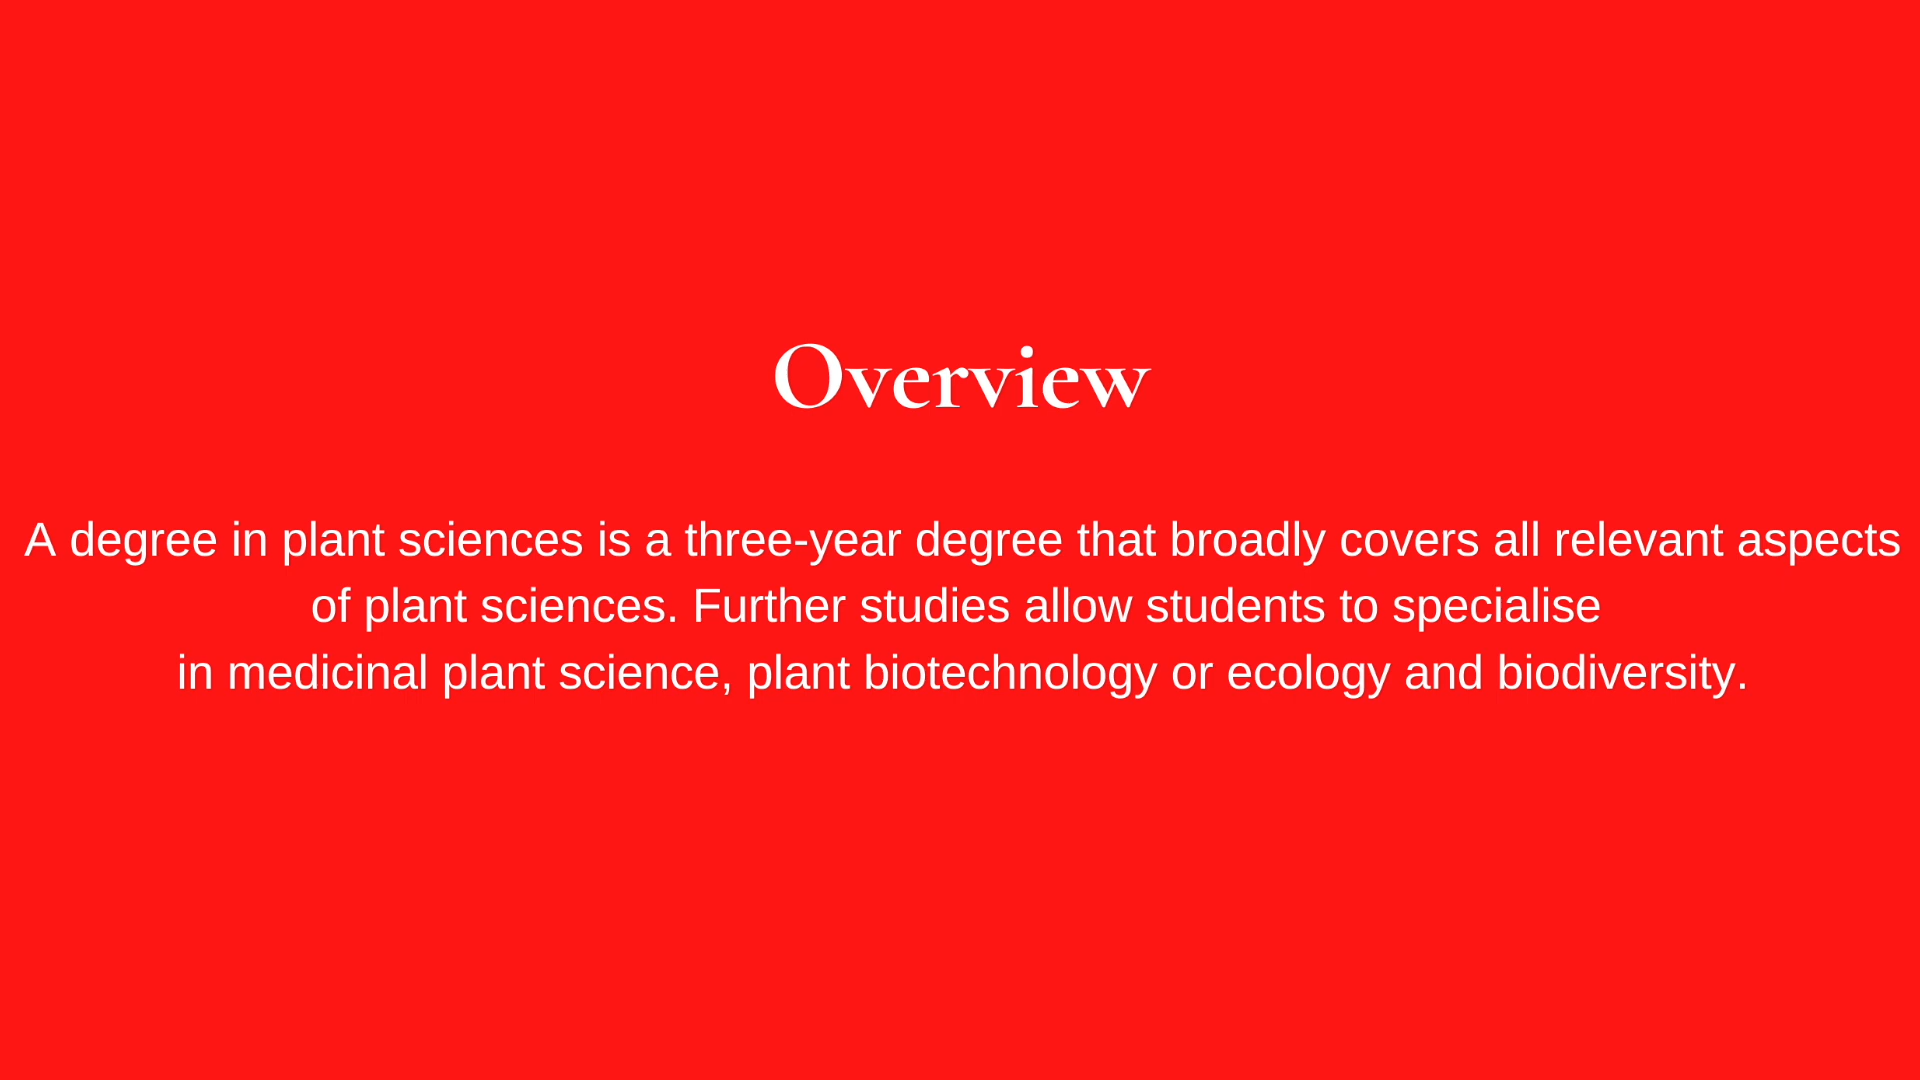 Overview
A degree in plant sciences is a three-year degree that broadly covers all relevant aspects
of plant sciences. Further studies allow students to specialise
in medicinal plant science, plant biotechnology or ecology and biodiversity.